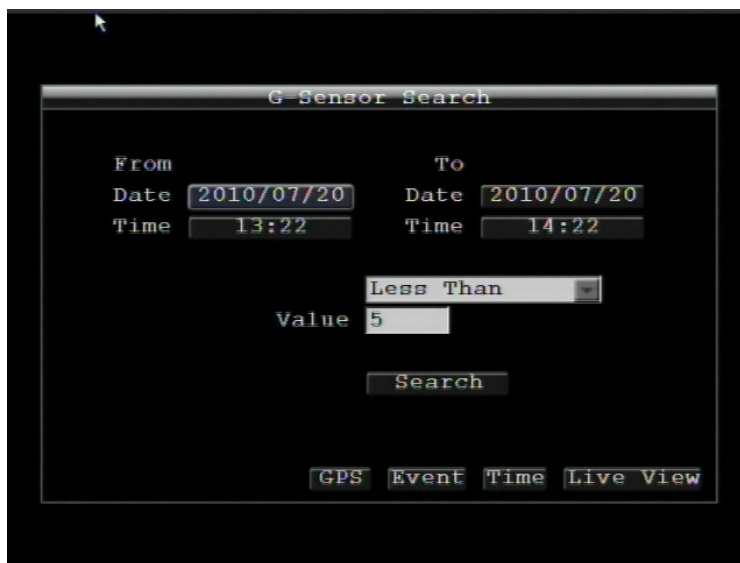 G-Sensor Search
From To
Date 2010/07/20 Date 2010/07/20
Time 13:22 Time 14:22
Less Than
Value 5
Search
GPS Event Time Live View